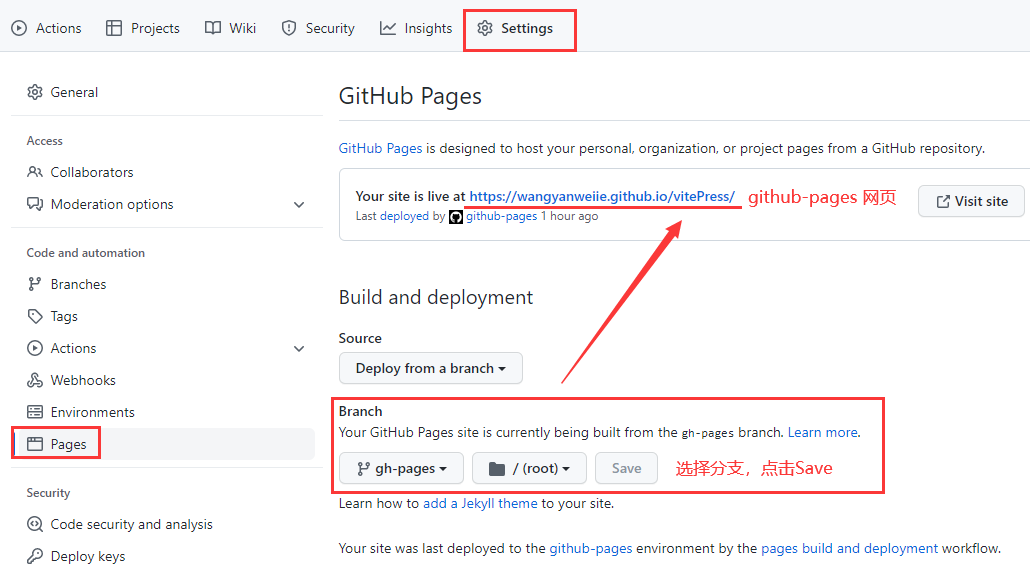 Actions Projects Wiki Security Insights Settings
General
Access
Collaborators
Moderation options
Code and automation
Branches
Tags
Actions
Webhooks
Environments
Pages
Security
Code security and analysis
Deploy keys
GitHub Pages
GitHub Pages is designed to host your personal, organization, or project pages from a GitHub repository.
Your site is live at https://wangyanweiie.github.io/vitePress/ github-pages 网页
Last deployed by github-pages 1 hour ago
Visit site
Build and deployment
Source
Deploy from a branch
Branch
Your GitHub Pages site is currently being built from the gh-pages branch. Learn more.
gh-pages / (root) Save 选择分支，点击Save
Learn how to add a Jekyll theme to your site.
Your site was last deployed to the github-pages environment by the pages build and deployment workflow.